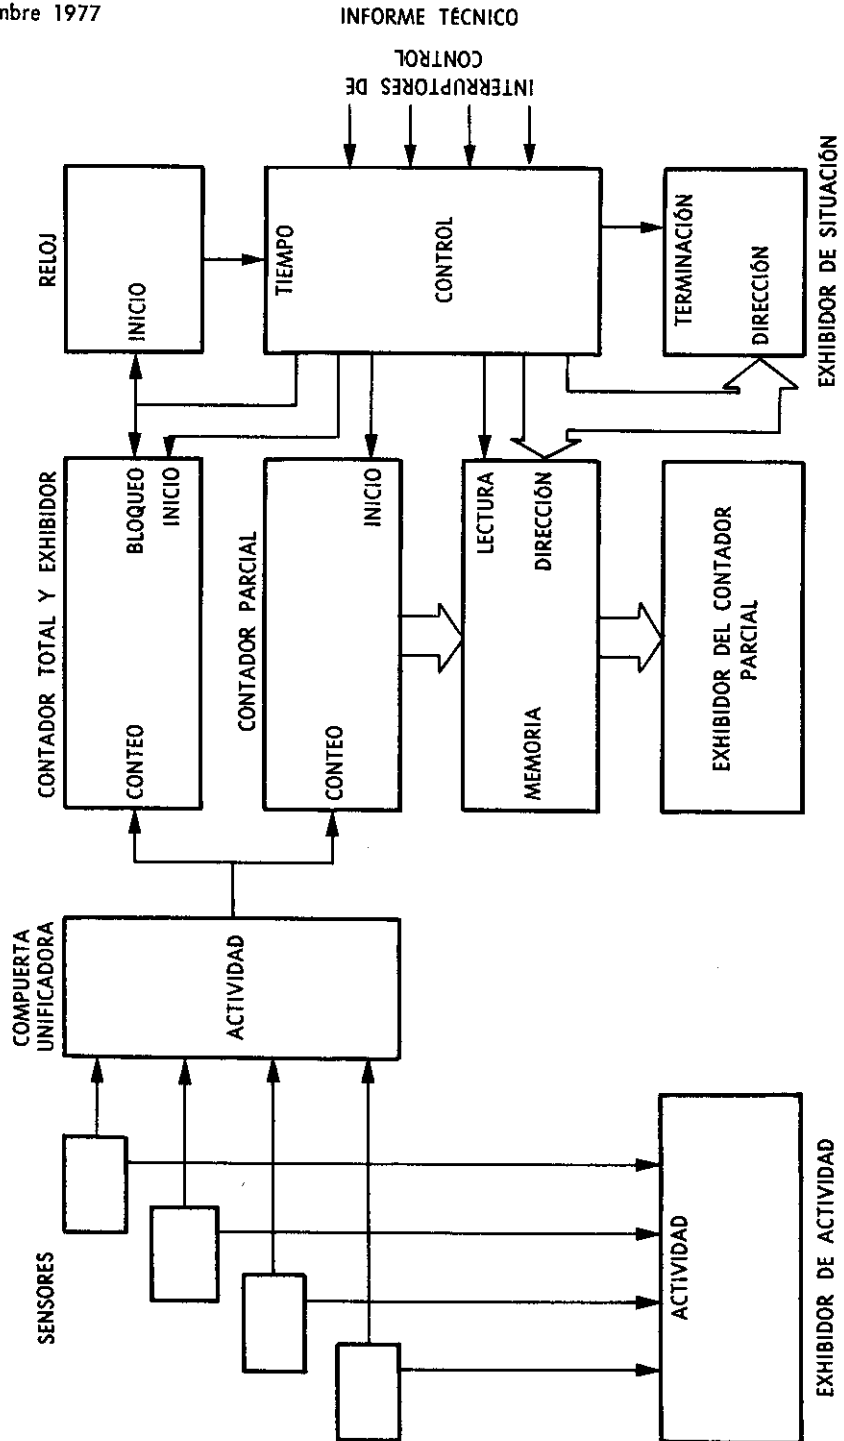 mbre 1977
INFORME TÉCNICO
INTERRUPTORES DE
CONTROL
RELOJ
INICIO
TIEMPO
CONTROL
TERMINACIÓN
DIRECCIÓN
EXHIBIDOR DE SITUACIÓN
CONTADOR TOTAL Y EXHIBIDOR
CONTEO
BLOQUEO
INICIO
CONTADOR PARCIAL
CONTEO
INICIO
MEMORIA
LECTURA
DIRECCIÓN
EXHIBIDOR DEL CONTADOR
PARCIAL
COMPUERTA
UNIFICADORA
ACTIVIDAD
SENSORES
ACTIVIDAD
EXHIBIDOR DE ACTIVIDAD